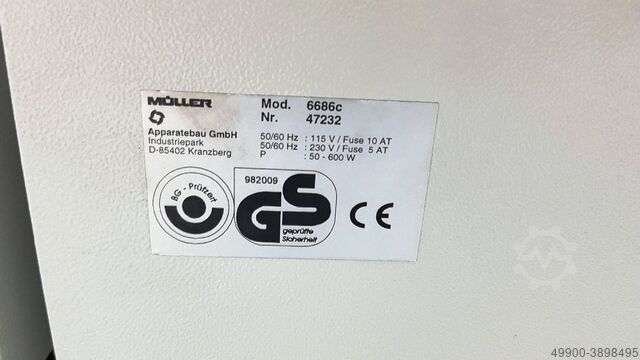 MÜLLER
Apparatebau GmbH
Industriepark
D-85402 Kranzberg
Mod. 6686c
Nr. 47232
50/60 Hz : 115 V / Fuse 10 AT
50/60 Hz : 230 V / Fuse 5 AT
P : 50 - 600 W
BG - Prüfzert
982009
GS
geprüfte
Sicherheit
CE
49900-3898495